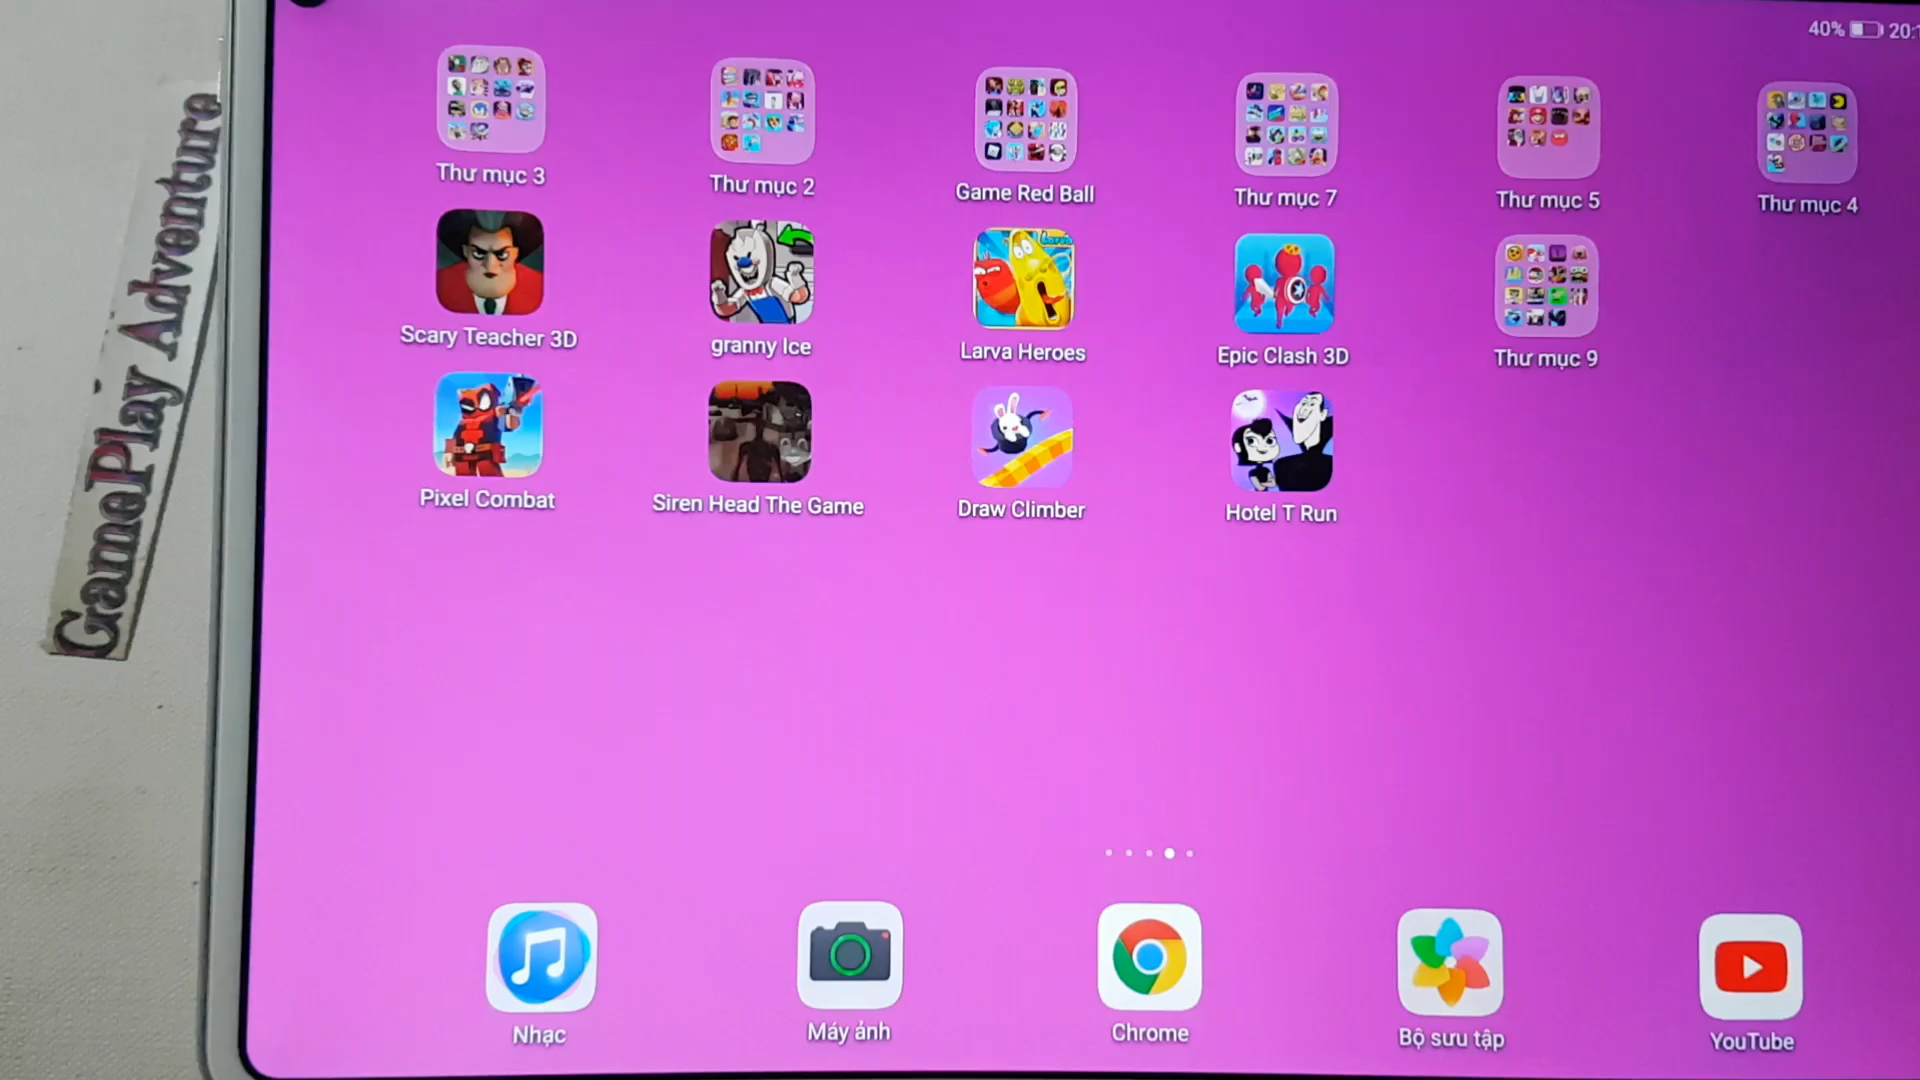 40% 20:1
Thư mục 3
Thư mục 2
Game Red Ball
Thư mục 7
Thư mục 5
Thư mục 4
Scary Teacher 3D
granny Ice
Larva Heroes
Epic Clash 3D
Thư mục 9
Pixel Combat
Siren Head The Game
Draw Climber
Hotel T Run
Nhạc
Máy ảnh
Chrome
Bộ sưu tập
YouTube
GamePlay Adventure
Larva